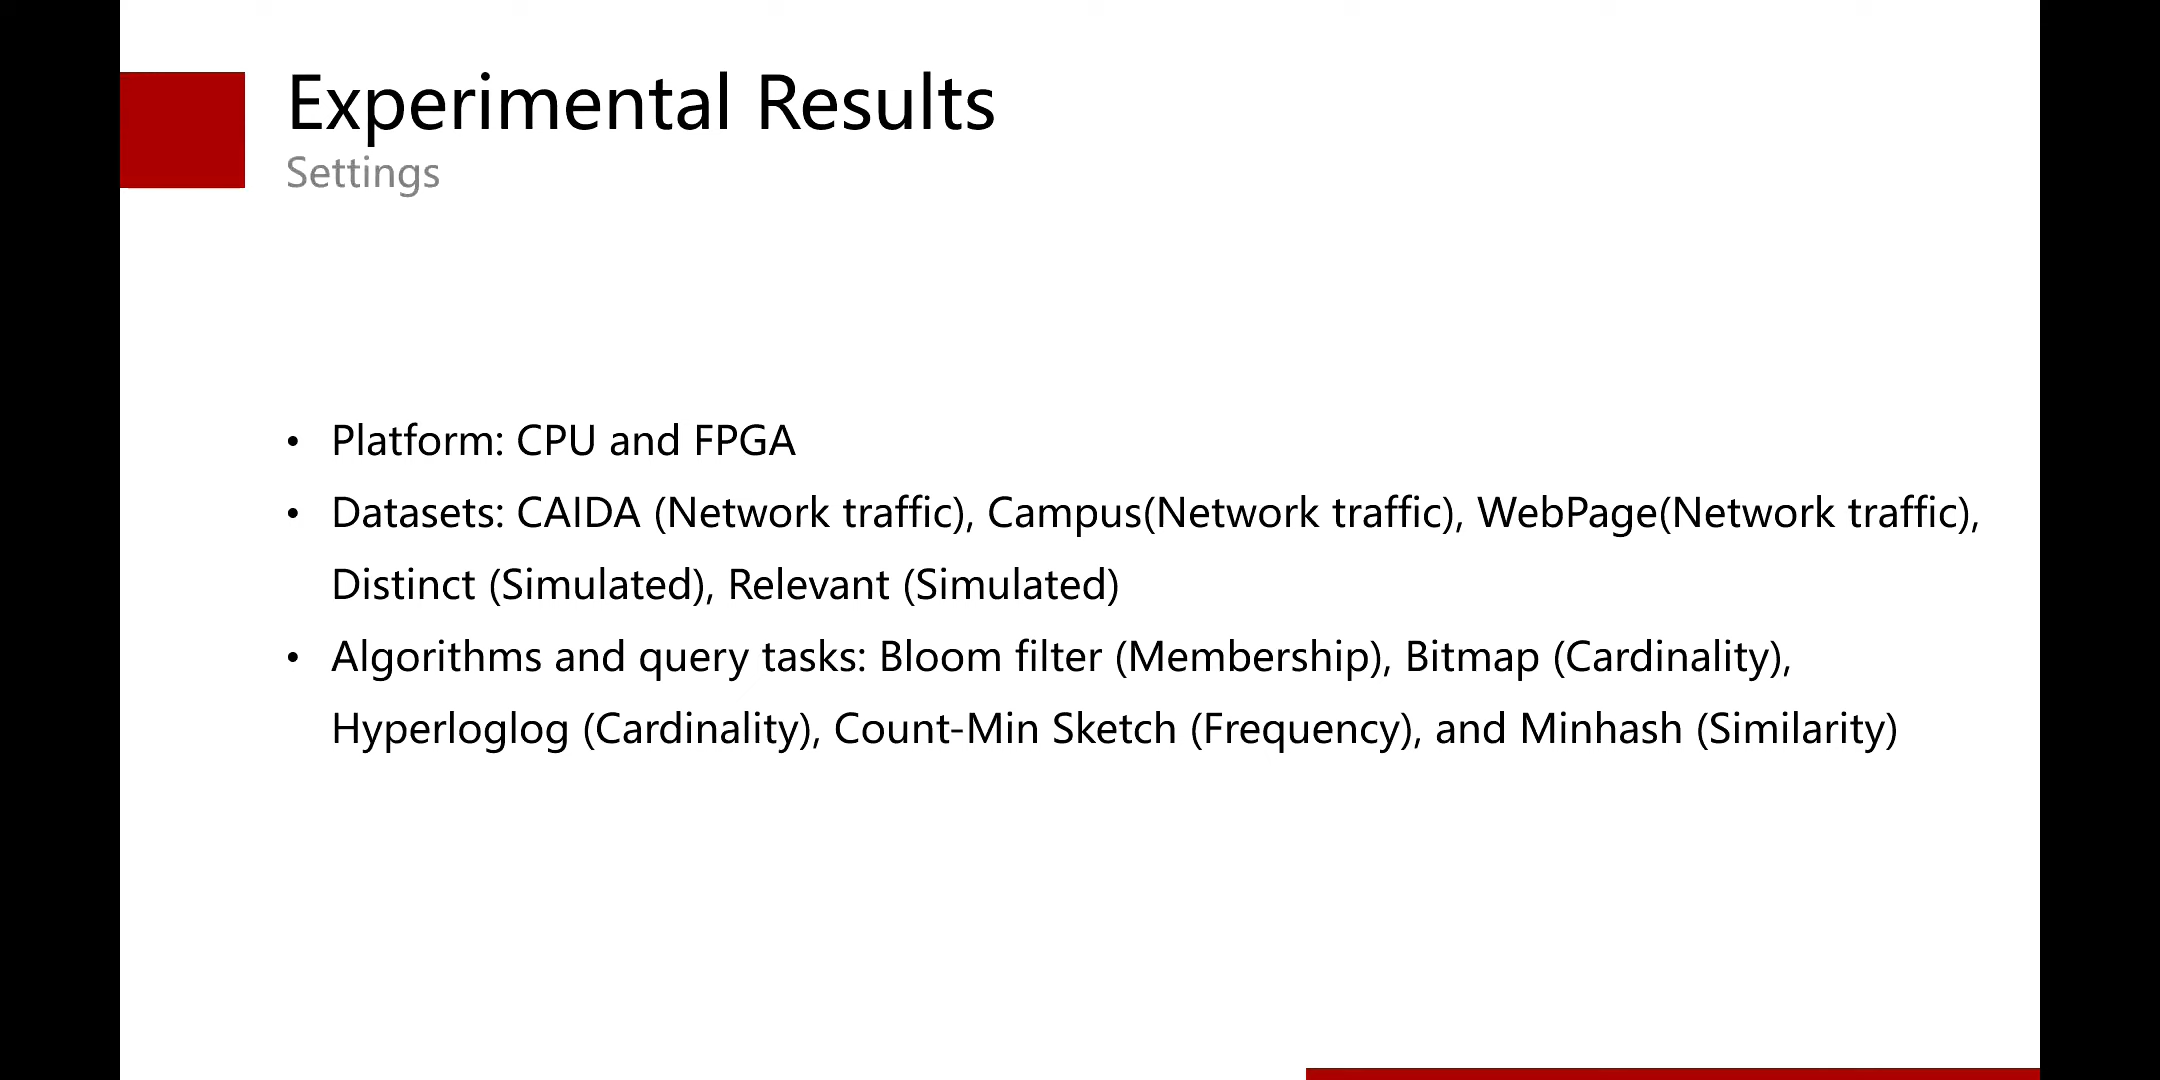 Experimental Results
Settings
• Platform: CPU and FPGA
• Datasets: CAIDA (Network traffic), Campus(Network traffic), WebPage(Network traffic),
Distinct (Simulated), Relevant (Simulated)
• Algorithms and query tasks: Bloom filter (Membership), Bitmap (Cardinality),
Hyperloglog (Cardinality), Count-Min Sketch (Frequency), and Minhash (Similarity)